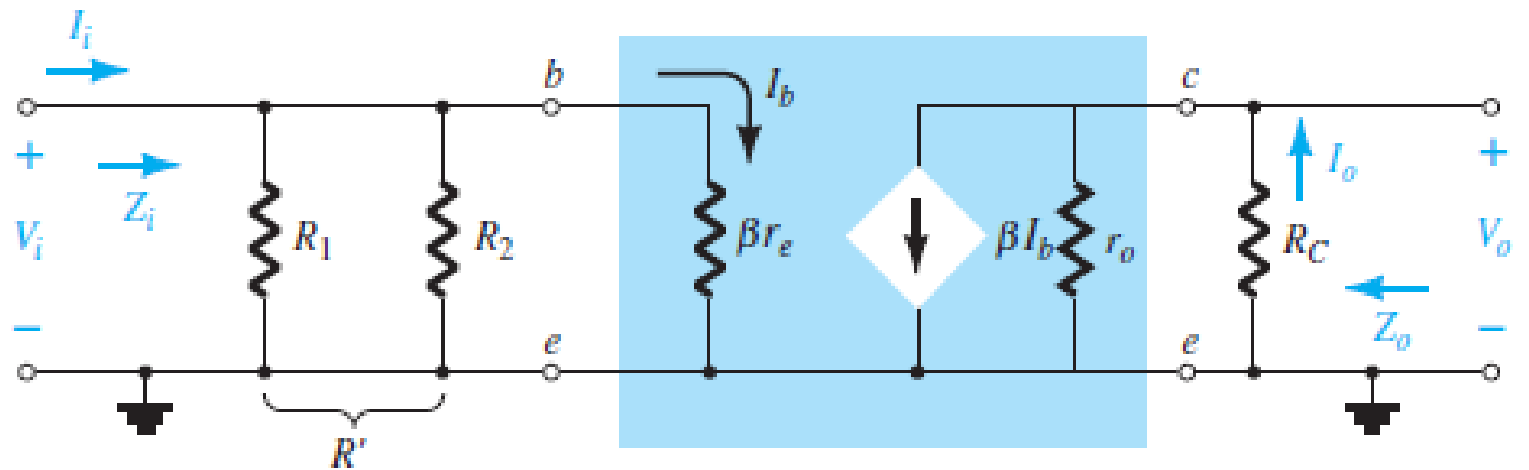 I_i
b
I_b
c
+
Z_i
V_i
R_1
R_2
βr_e
βI_b
r_o
R_C
I_o
+
V_o
Z_o
−
−
e
e
R'